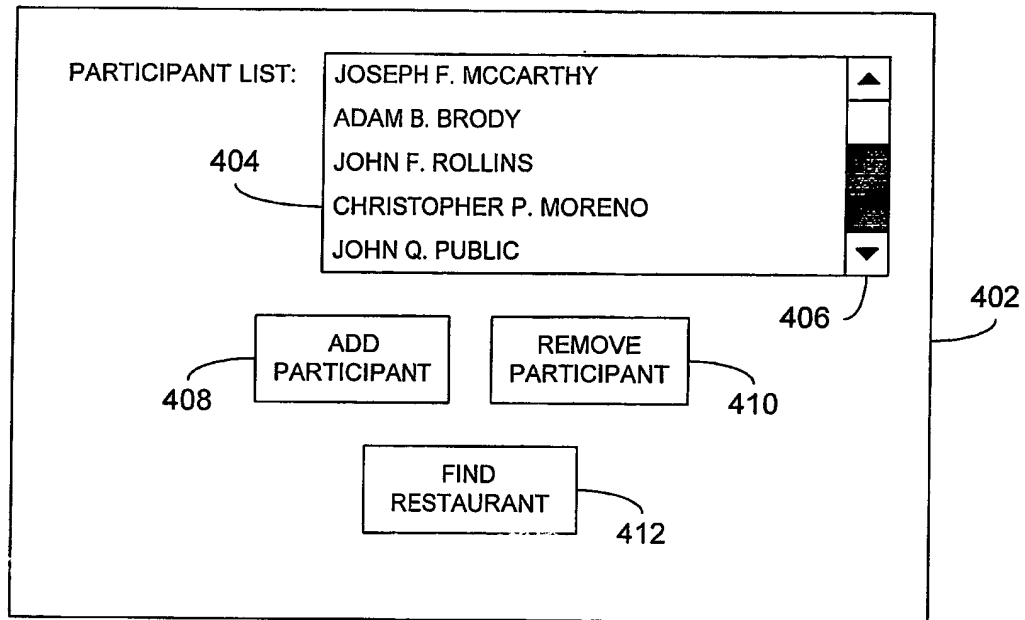 PARTICIPANT LIST:
JOSEPH F. MCCARTHY
ADAM B. BRODY
JOHN F. ROLLINS
CHRISTOPHER P. MORENO
JOHN Q. PUBLIC
404
406
402
ADD
PARTICIPANT
REMOVE
PARTICIPANT
408
410
FIND
RESTAURANT
412